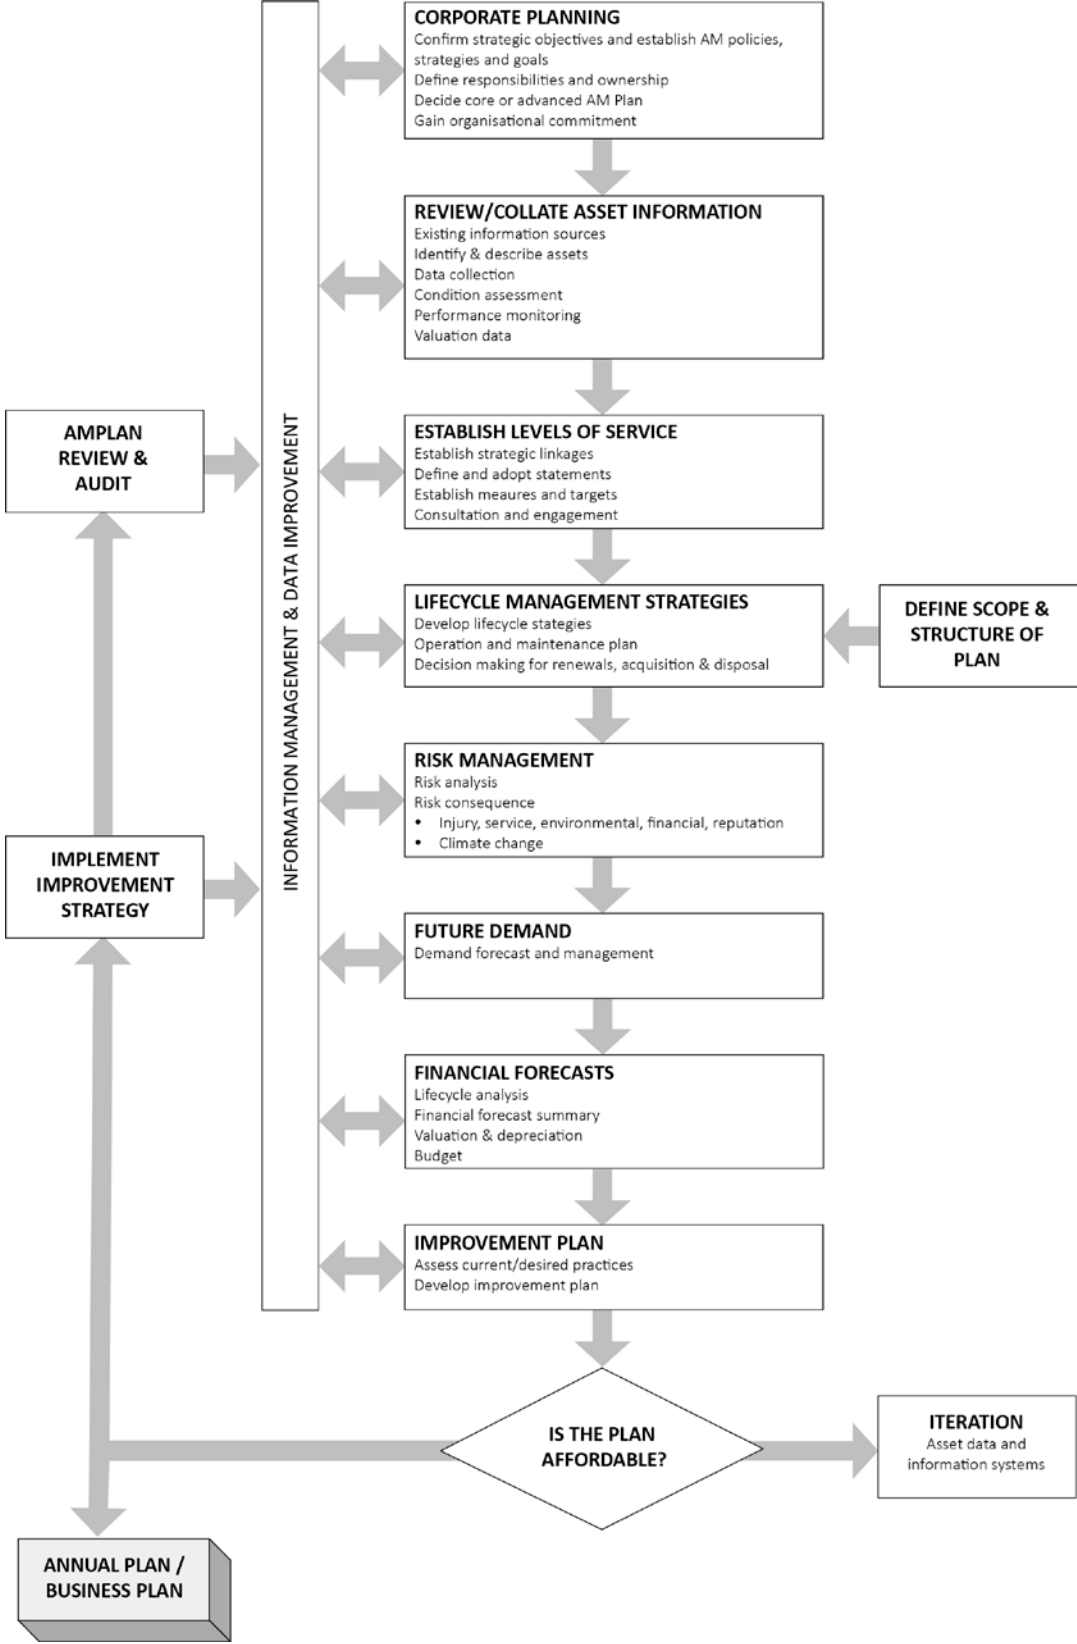 CORPORATE PLANNING
Confirm strategic objectives and establish AM policies,
strategies and goals
Define responsibilities and ownership
Decide core or advanced AM Plan
Gain organisational commitment
REVIEW/COLLATE ASSET INFORMATION
Existing information sources
Identify & describe assets
Data collection
Condition assessment
Performance monitoring
Valuation data
AMPLAN
REVIEW &
AUDIT
INFORMATION MANAGEMENT & DATA IMPROVEMENT
ESTABLISH LEVELS OF SERVICE
Establish strategic linkages
Define and adopt statements
Establish meaures and targets
Consultation and engagement
LIFECYCLE MANAGEMENT STRATEGIES
Develop lifecycle stategies
Operation and maintenance plan
Decision making for renewals, acquisition & disposal
DEFINE SCOPE &
STRUCTURE OF
PLAN
RISK MANAGEMENT
Risk analysis
Risk consequence
• Injury, service, environmental, financial, reputation
• Climate change
IMPLEMENT
IMPROVEMENT
STRATEGY
FUTURE DEMAND
Demand forecast and management
FINANCIAL FORECASTS
Lifecycle analysis
Financial forecast summary
Valuation & depreciation
Budget
IMPROVEMENT PLAN
Assess current/desired practices
Develop improvement plan
IS THE PLAN
AFFORDABLE?
ITERATION
Asset data and
information systems
ANNUAL PLAN /
BUSINESS PLAN